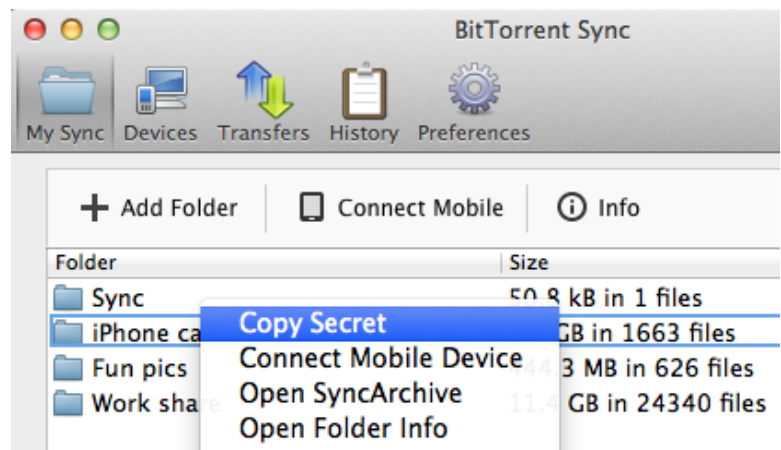 BitTorrent Sync
My Sync Devices Transfers History Preferences
Add Folder Connect Mobile Info
Folder Size
Sync 50.8 kB in 1 files
iPhone GB in 1663 files
Copy Secret
Fun pics MB in 626 files
Connect Mobile Device
Work 11.4 GB in 24340 files
Open SyncArchive
Open Folder Info